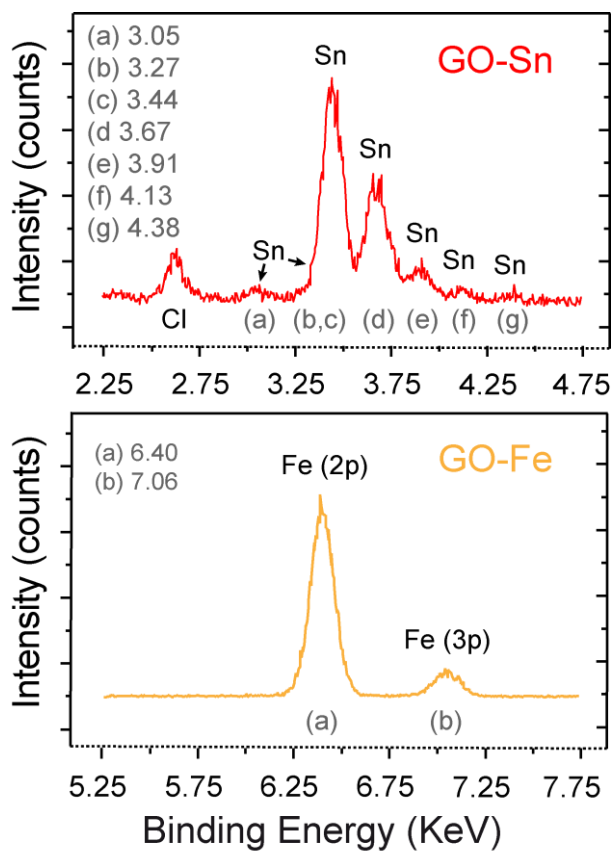 (a) 3.05
(b) 3.27
(c) 3.44
(d 3.67
(e) 3.91
(f) 4.13
(g) 4.38
GO-Sn
Sn
Sn
Sn
Sn
Sn
Sn
Cl
(a)
(b,c)
(d)
(e)
(f)
(g)
Intensity (counts)
2.25 2.75 3.25 3.75 4.25 4.75
(a) 6.40
(b) 7.06
GO-Fe
Fe (2p)
Fe (3p)
(a)
(b)
Intensity (counts)
5.25 5.75 6.25 6.75 7.25 7.75
Binding Energy (KeV)